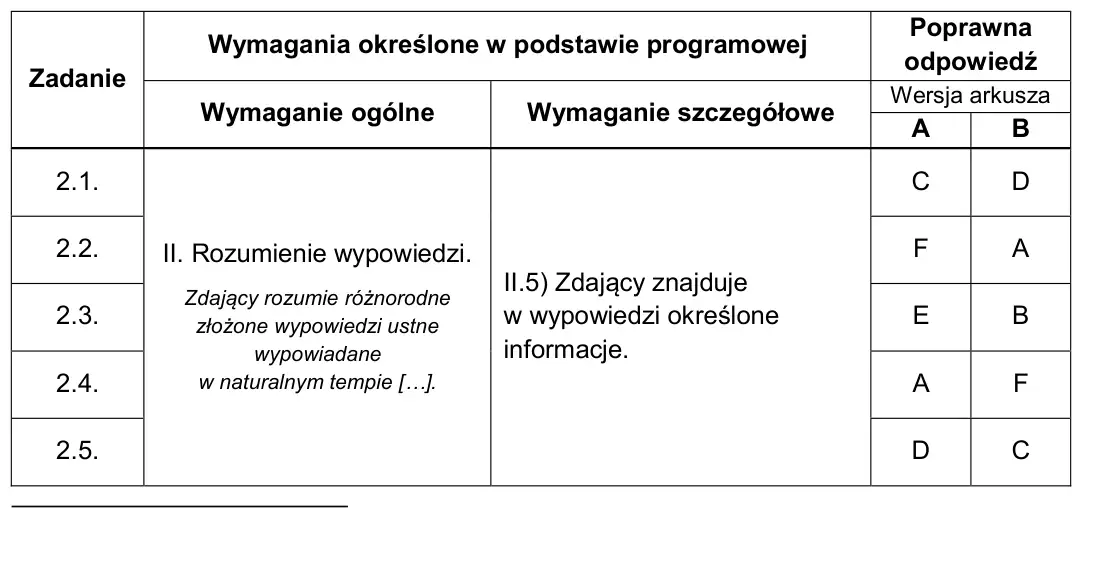 Zadanie
Wymagania określone w podstawie programowej
Poprawna
odpowiedź
Wymaganie ogólne
Wymaganie szczegółowe
Wersja arkusza
A B
2.1.
C D
2.2.
II. Rozumienie wypowiedzi.
Zdający rozumie różnorodne
złożone wypowiedzi ustne
wypowiadane
w naturalnym tempie […].
II.5) Zdający znajduje
w wypowiedzi określone
informacje.
F A
2.3.
E B
2.4.
A F
2.5.
D C